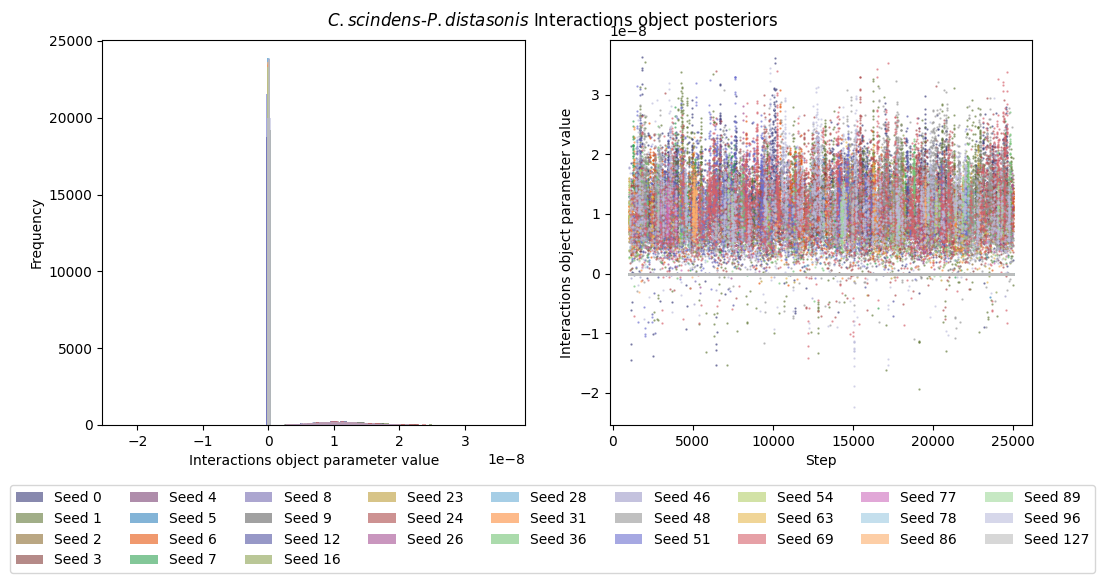 C. scindens-P. distasonis Interactions object posteriors
25000
20000
15000
10000
5000
0
Frequency
−2
−1
0
1
2
3
1e−8
Interactions object parameter value
1e−8
3
2
1
0
−1
−2
Interactions object parameter value
0
5000
10000
15000
20000
25000
Step
Seed 0
Seed 1
Seed 2
Seed 3
Seed 4
Seed 5
Seed 6
Seed 7
Seed 8
Seed 9
Seed 12
Seed 16
Seed 23
Seed 24
Seed 26
Seed 28
Seed 31
Seed 36
Seed 46
Seed 48
Seed 51
Seed 54
Seed 63
Seed 69
Seed 77
Seed 78
Seed 86
Seed 89
Seed 96
Seed 127